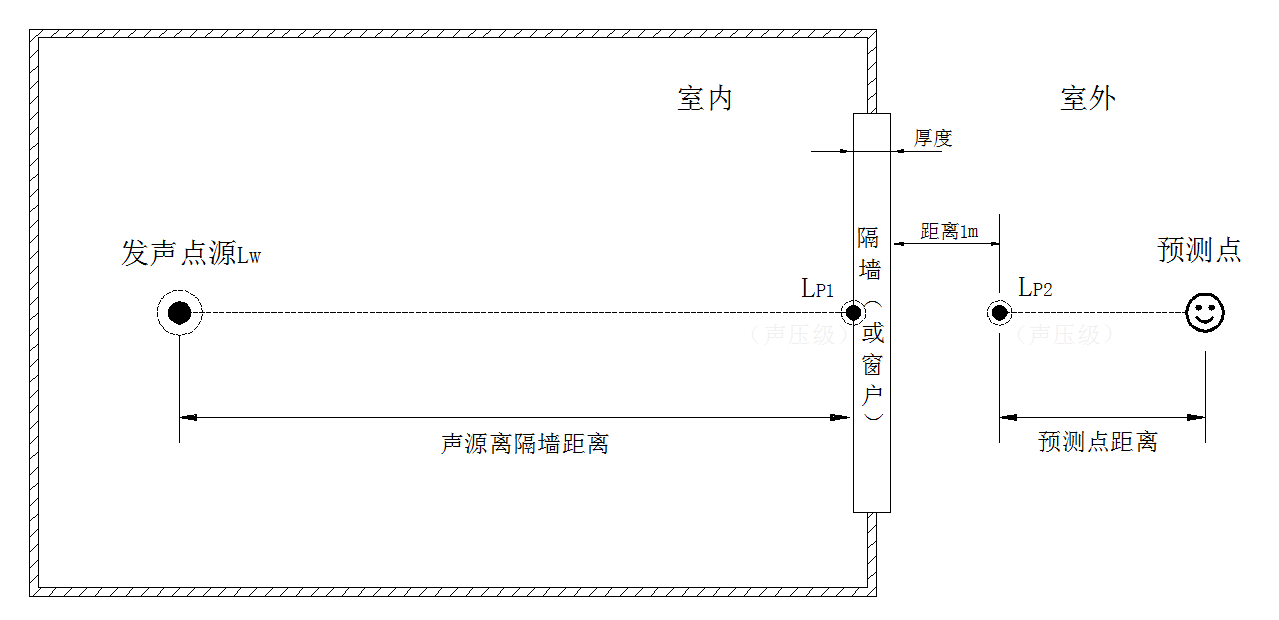 室内
室外
厚度
距离1m
发声点源Lw
预测点
LP1
LP2
（声压级）
（声压级）
隔墙（或窗户）
声源离隔墙距离
预测点距离